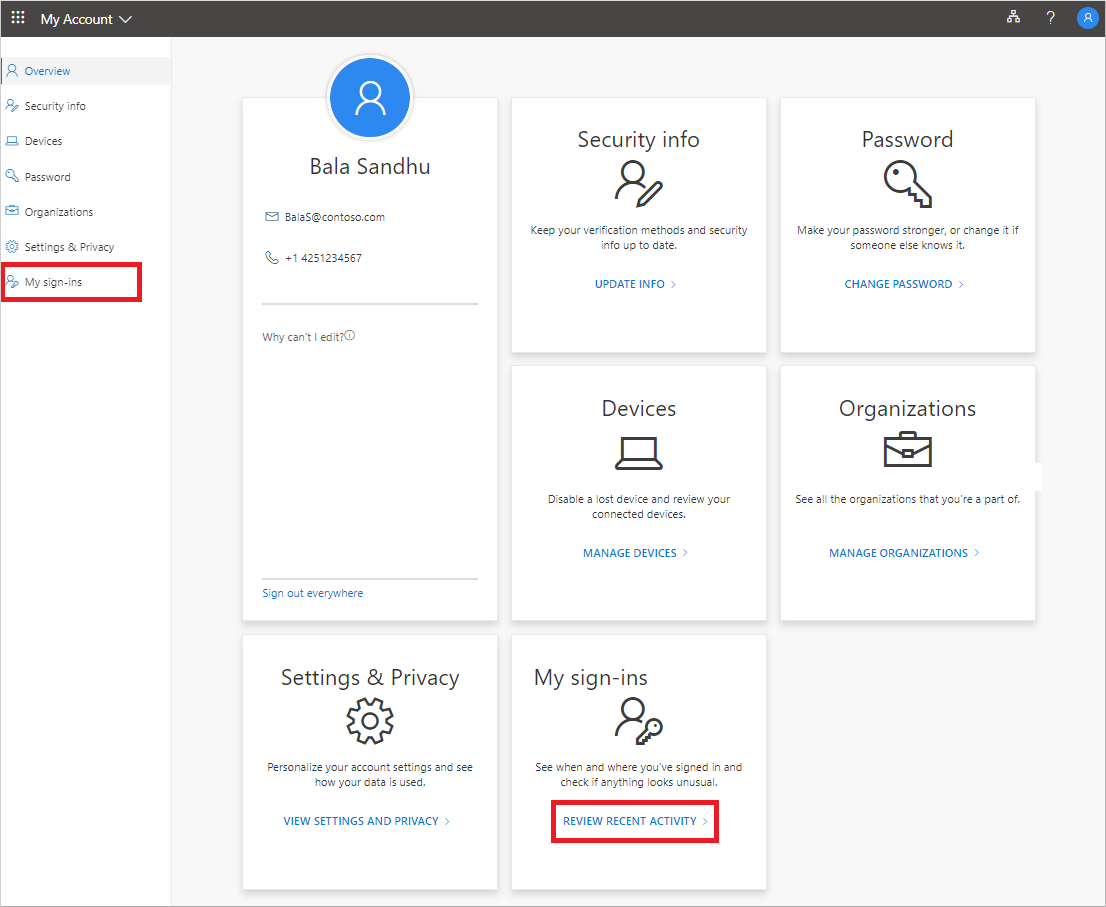 My Account
?
Overview
Security info
Devices
Password
Organizations
Settings & Privacy
My sign-ins
Bala Sandhu
BalaS@contoso.com
+1 4251234567
Why can't I edit?
Sign out everywhere
Security info
Keep your verification methods and security
info up to date.
UPDATE INFO
Password
Make your password stronger, or change it if
someone else knows it.
CHANGE PASSWORD
Devices
Disable a lost device and review your
connected devices.
MANAGE DEVICES
Organizations
See all the organizations that you're a part of.
MANAGE ORGANIZATIONS
Settings & Privacy
Personalize your account settings and see
how your data is used.
VIEW SETTINGS AND PRIVACY
My sign-ins
See when and where you've signed in and
check if anything looks unusual.
REVIEW RECENT ACTIVITY